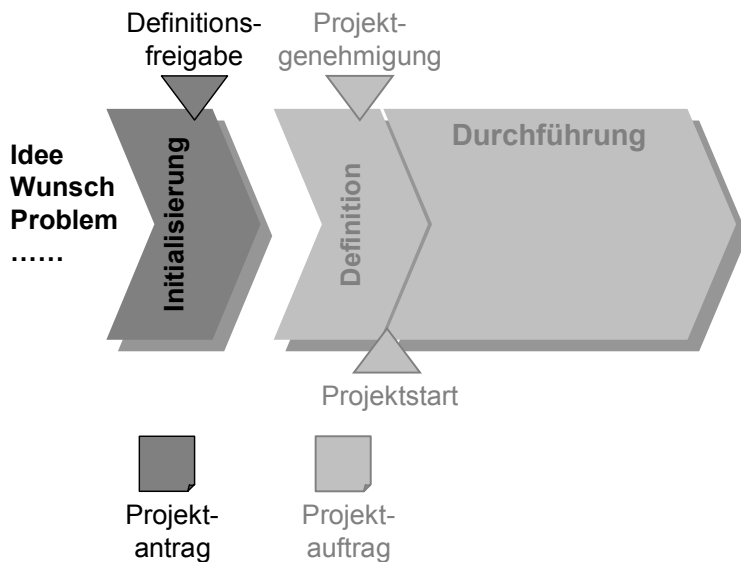 Definitions-
freigabe
Projekt-
genehmigung
Idee
Wunsch
Problem
......
Initialisierung
Definition
Durchführung
Projektstart
Projekt-
antrag
Projekt-
auftrag